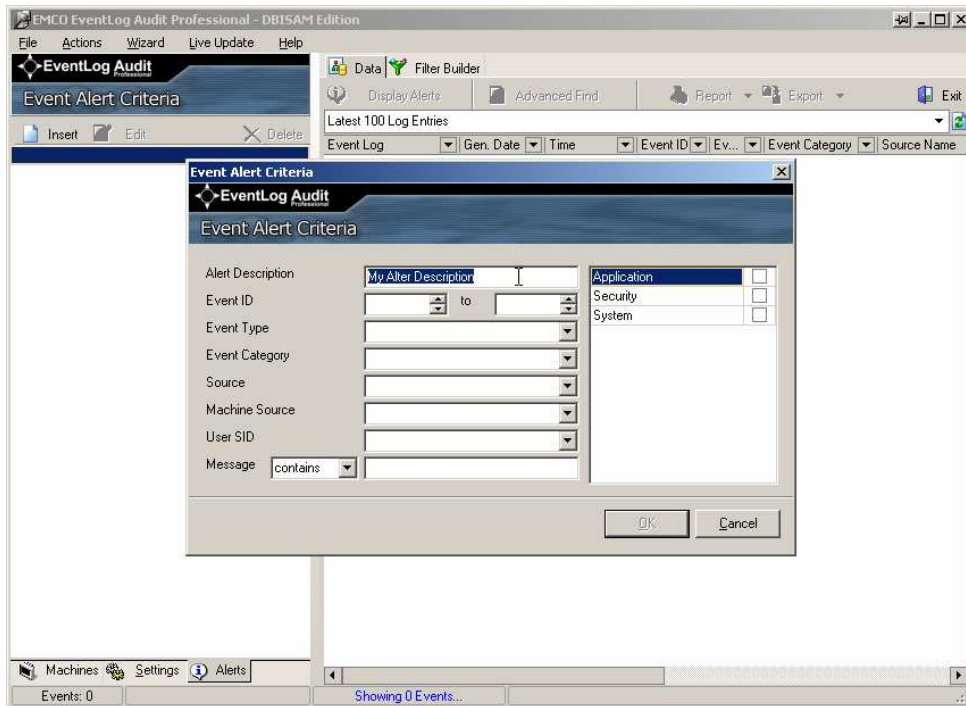 EMCO EventLog Audit Professional - DBISAM Edition
File Actions Wizard Live Update Help
EventLog Audit
Professional
Event Alert Criteria
Insert Edit Delete
Data Filter Builder
Display Alerts Advanced Find Report Export Exit
Latest 100 Log Entries
Event Log Gen. Date Time Event ID Ev... Event Category Source Name
Event Alert Criteria
EventLog Audit
Professional
Event Alert Criteria
Alert Description My Alter Description
Event ID to
Event Type
Event Category
Source
Machine Source
User SID
Message contains
Application
Security
System
OK Cancel
Machines Settings Alerts
Events: 0 Showing 0 Events...